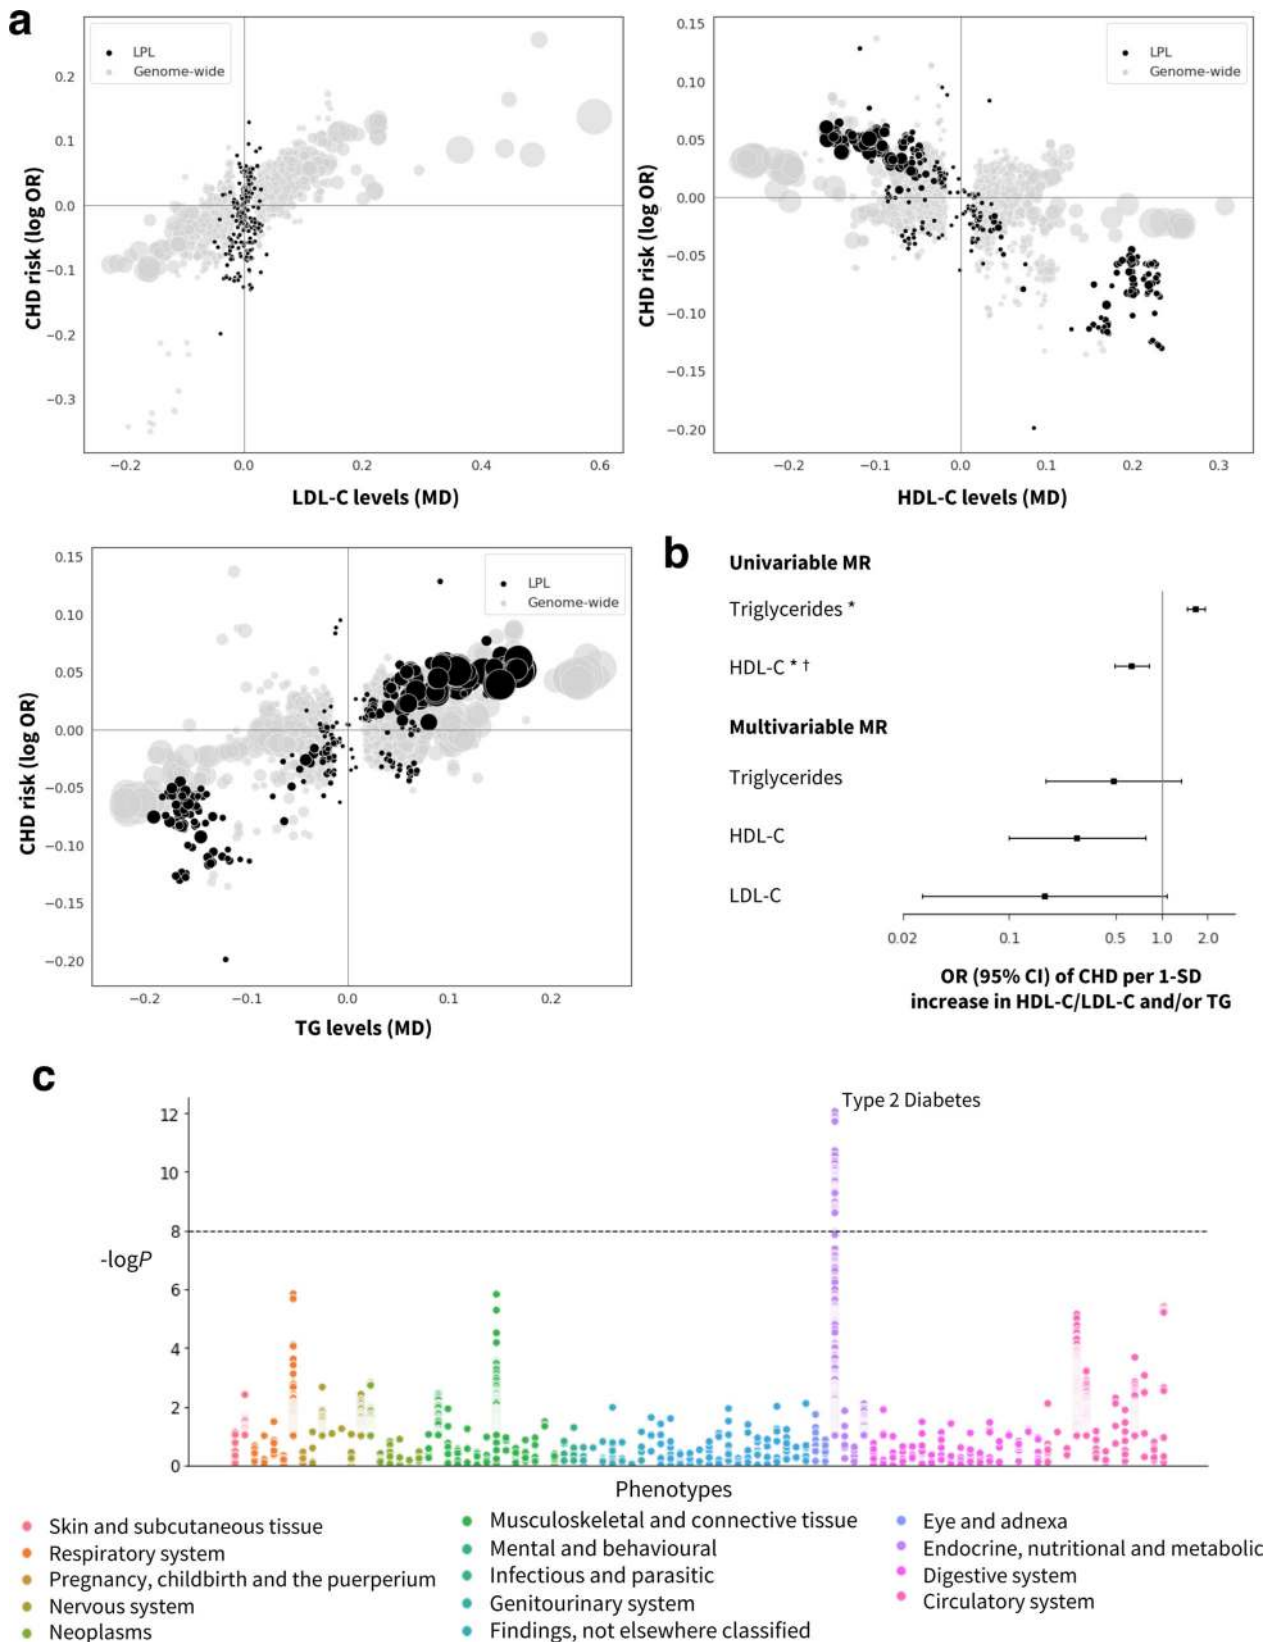 a
LPL
Genome-wide
0.2
0.1
0.0
−0.1
−0.2
−0.3
CHD risk (log OR)
−0.2
0.0
0.2
0.4
0.6
LDL-C levels (MD)
LPL
Genome-wide
0.15
0.10
0.05
0.00
−0.05
−0.10
−0.15
−0.20
CHD risk (log OR)
−0.2
−0.1
0.0
0.1
0.2
0.3
HDL-C levels (MD)
LPL
Genome-wide
0.15
0.10
0.05
0.00
−0.05
−0.10
−0.15
−0.20
CHD risk (log OR)
−0.2
−0.1
0.0
0.1
0.2
TG levels (MD)
b
Univariable MR
Triglycerides *
HDL-C * †
Multivariable MR
Triglycerides
HDL-C
LDL-C
0.02
0.1
0.5
1.0
2.0
OR (95% CI) of CHD per 1-SD
increase in HDL-C/LDL-C and/or TG
c
Type 2 Diabetes
12
10
8
6
4
2
0
-logP
Phenotypes
Skin and subcutaneous tissue
Respiratory system
Pregnancy, childbirth and the puerperium
Nervous system
Neoplasms
Musculoskeletal and connective tissue
Mental and behavioural
Infectious and parasitic
Genitourinary system
Findings, not elsewhere classified
Eye and adnexa
Endocrine, nutritional and metabolic
Digestive system
Circulatory system